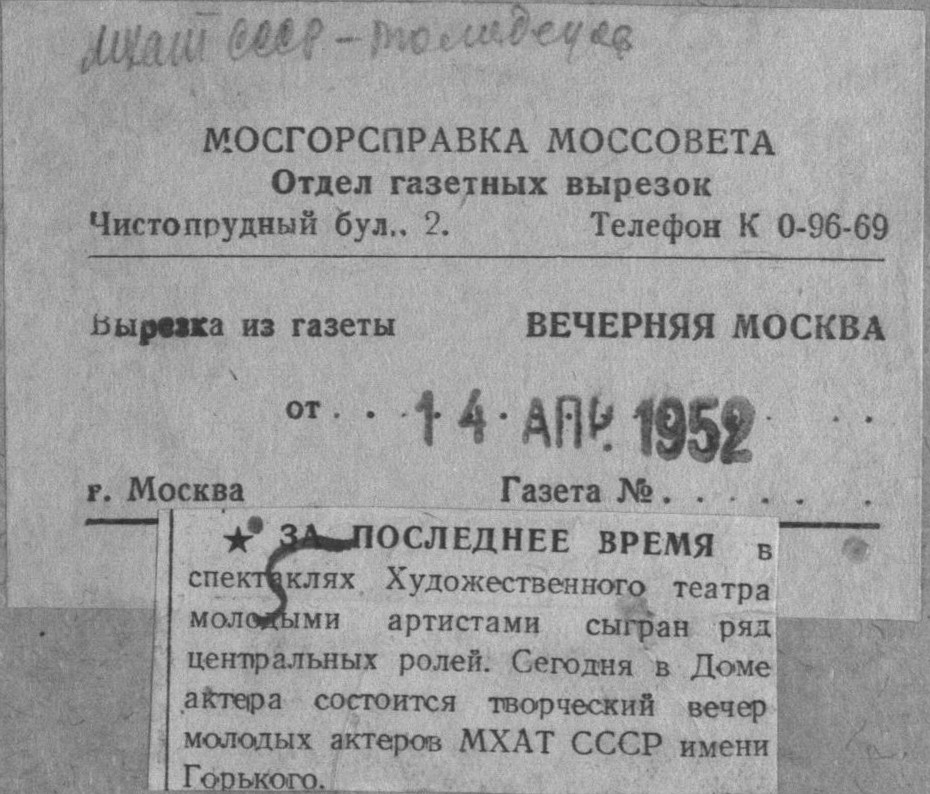 МХАТ СССР – молодежь
МОСГОРСПРАВКА МОССОВЕТА
Отдел газетных вырезок
Чистопрудный бул., 2. Телефон К 0-96-69
Вырезка из газеты ВЕЧЕРНЯЯ МОСКВА
от . . 14 АПР. 1952 . .
г. Москва Газета № . . . . .
★ ЗА ПОСЛЕДНЕЕ ВРЕМЯ в
спектаклях Художественного театра
молодыми артистами сыгран ряд
центральных ролей. Сегодня в Доме
актера состоится творческий вечер
молодых актеров МХАТ СССР имени
Горького.